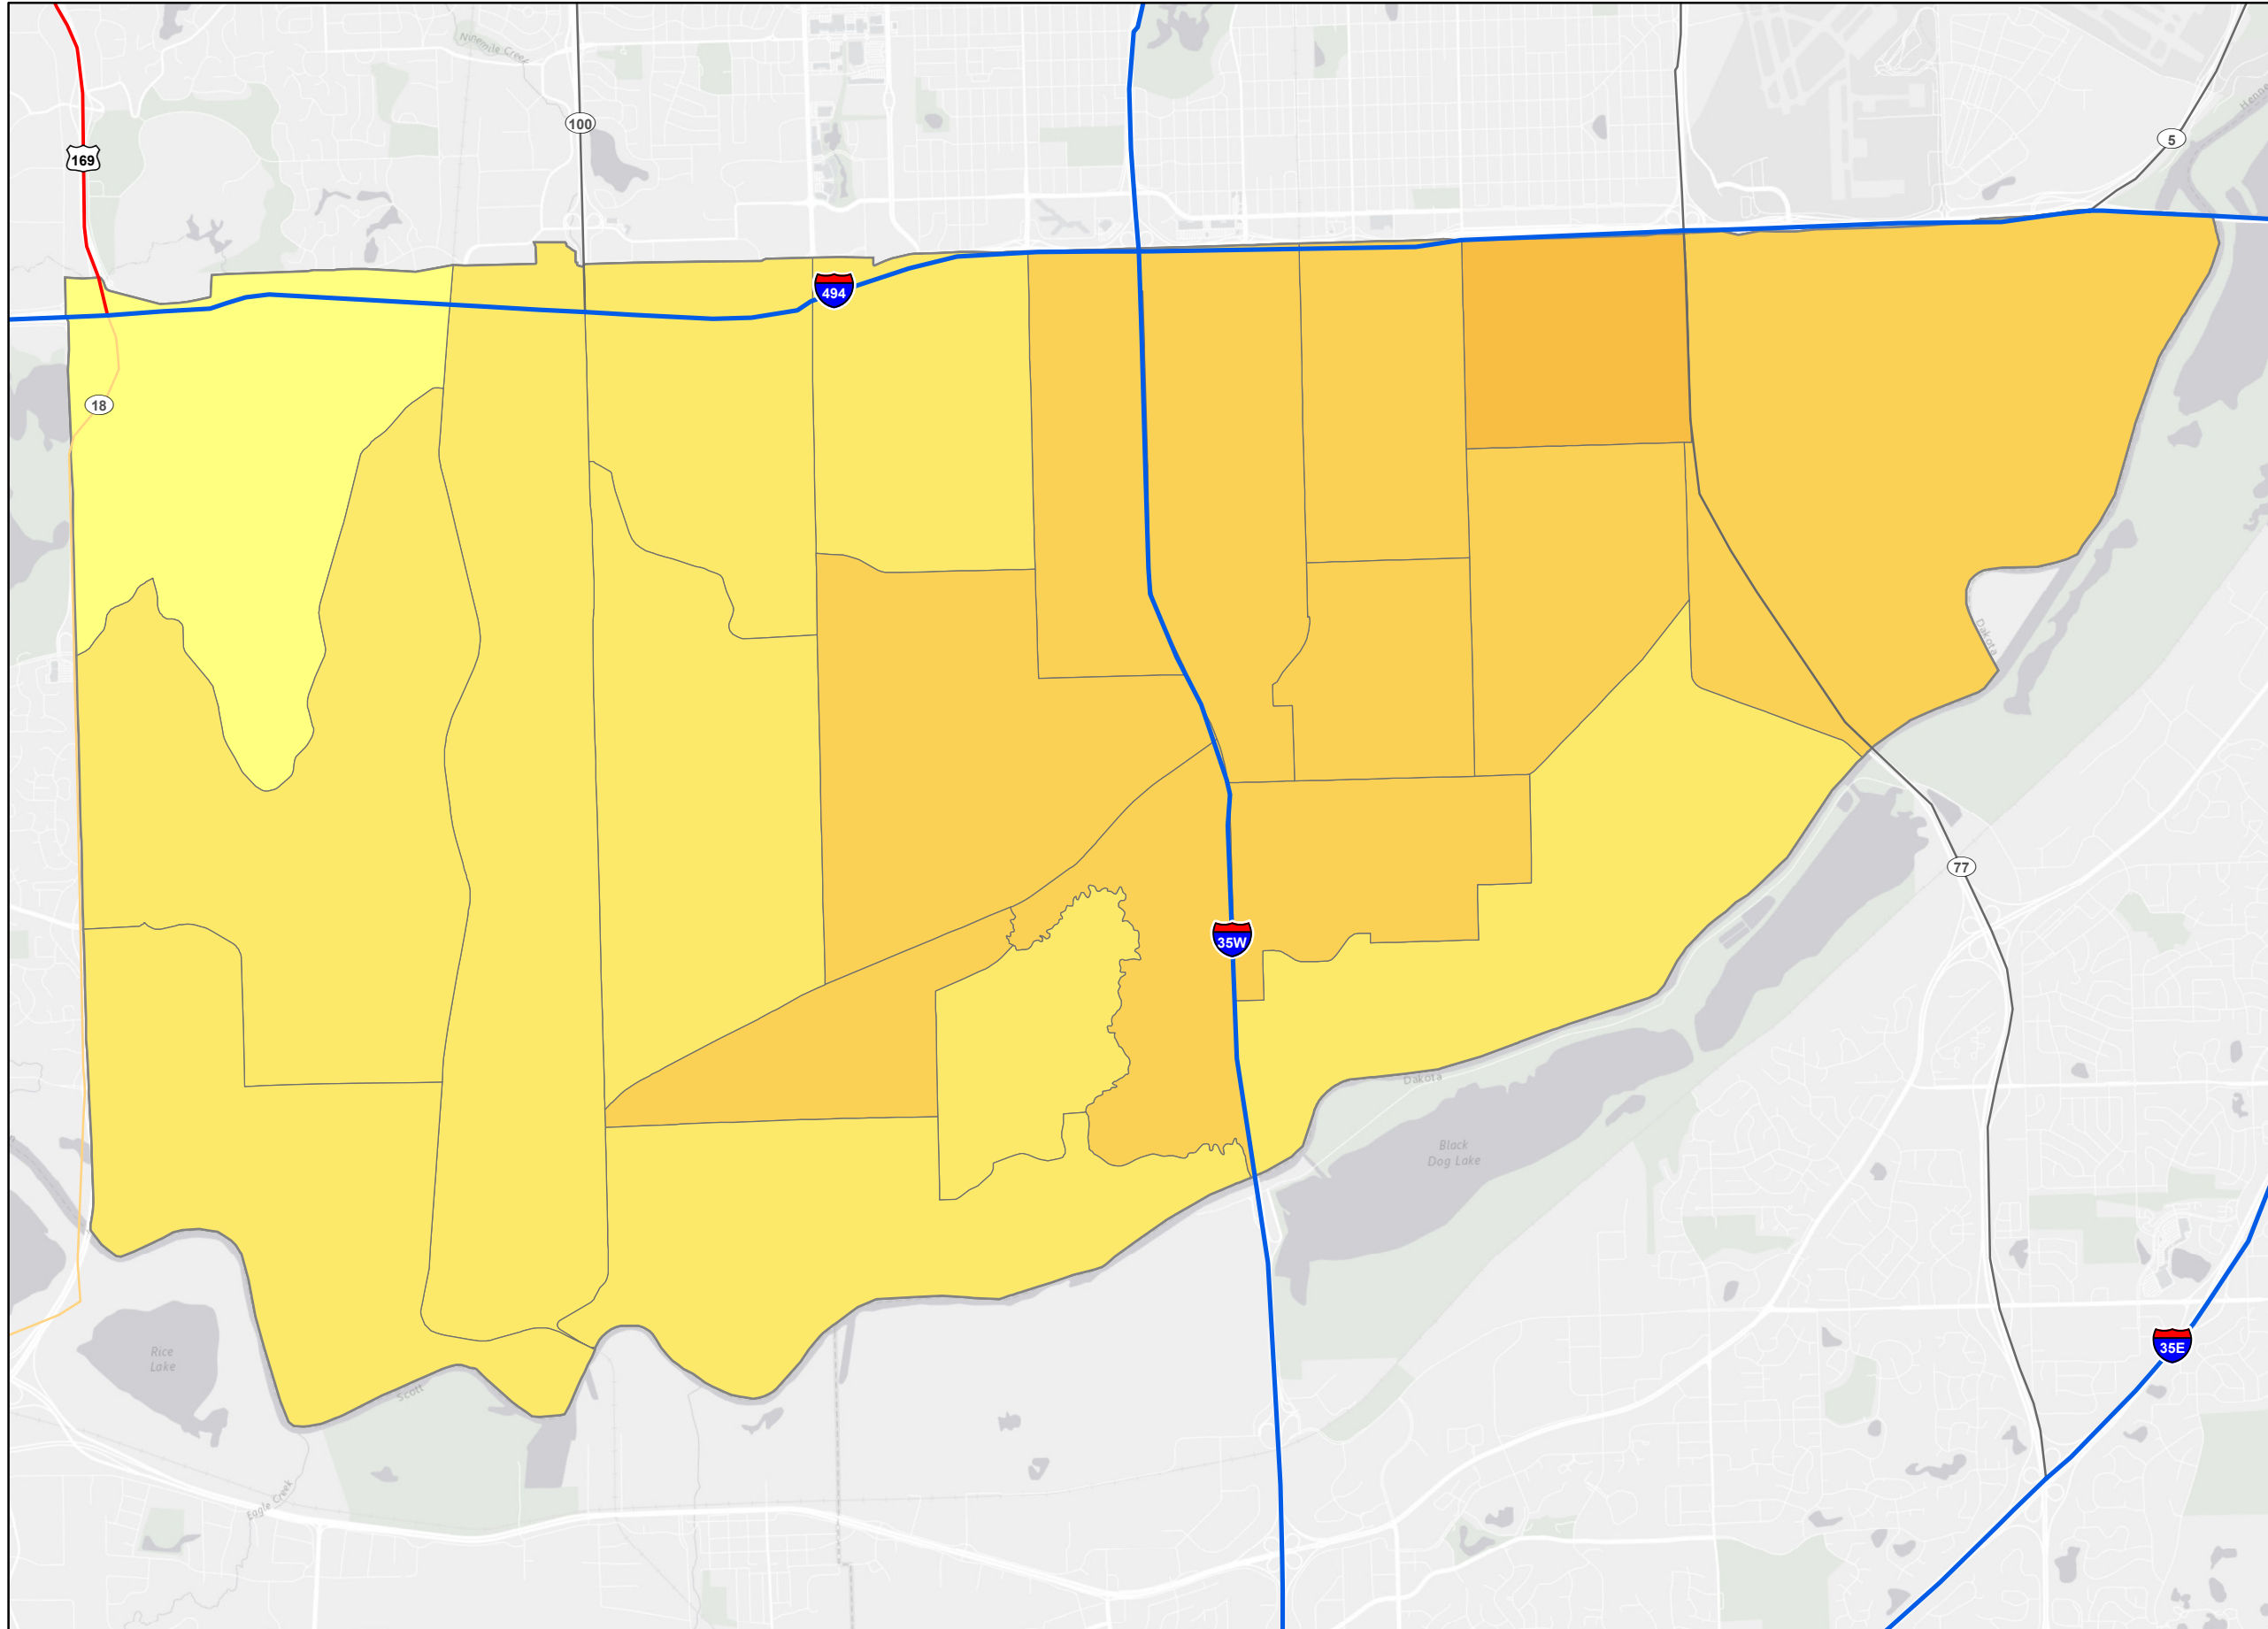 Ninemile Creek
100
169
5
494
18
Dakota
77
35W
Dakota
Black
Dog Lake
35E
Rice
Lake
Scott
Eagle Creek